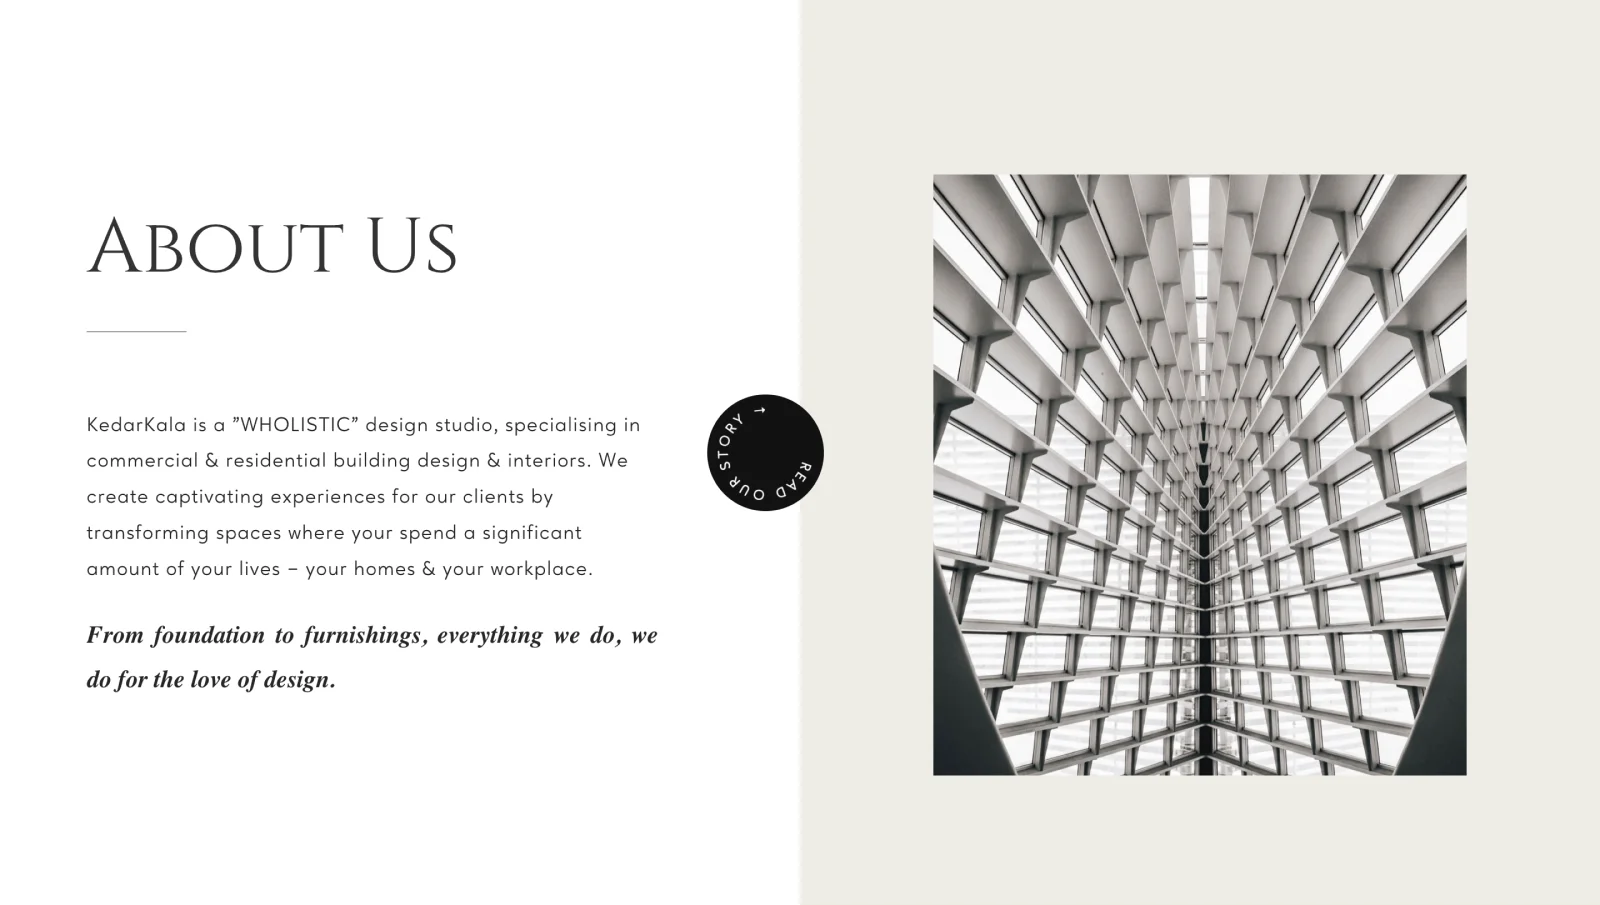 About Us
KedarKala is a ”WHOLISTIC” design studio, specialising in
commercial & residential building design & interiors. We
create captivating experiences for our clients by
transforming spaces where your spend a significant
amount of your lives – your homes & your workplace.
READ OUR STORY →
From foundation to furnishings, everything we do, we
do for the love of design.